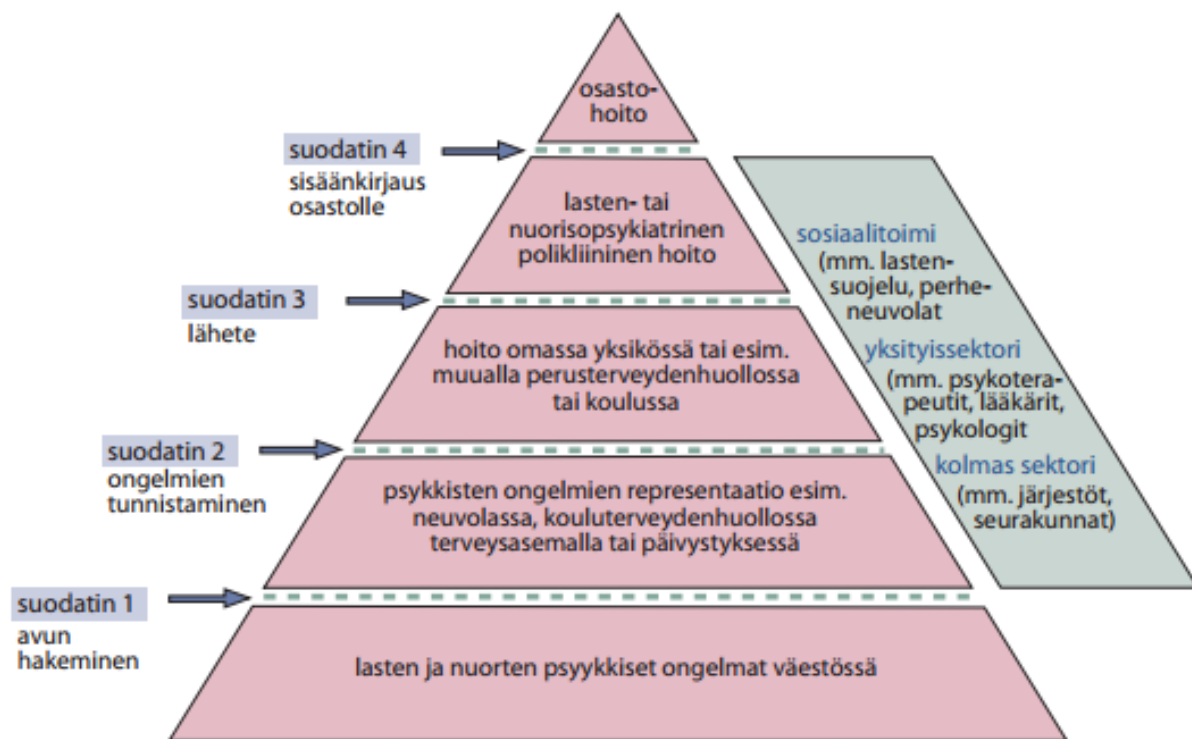 osasto-
hoito
suodatin 4
sisäänkirjaus
osastolle
lasten- tai
nuorisopsykiatrinen
polikliininen hoito
suodatin 3
lähete
hoito omassa yksikössä tai esim.
muualla perusterveydenhuollossa
tai koulussa
suodatin 2
ongelmien
tunnistaminen
psykkisten ongelmien representaatio esim.
neuvolassa, kouluterveydenhuollossa
terveysasemalla tai päivystyksessä
suodatin 1
avun
hakeminen
lasten ja nuorten psyykkiset ongelmat väestössä
sosiaalitoimi
(mm. lasten-
suojelu, perhe-
neuvolat
yksityissektori
(mm. psykotera-
peutit, lääkärit,
psykologit
kolmas sektori
(mm. järjestöt,
seurakunnat)